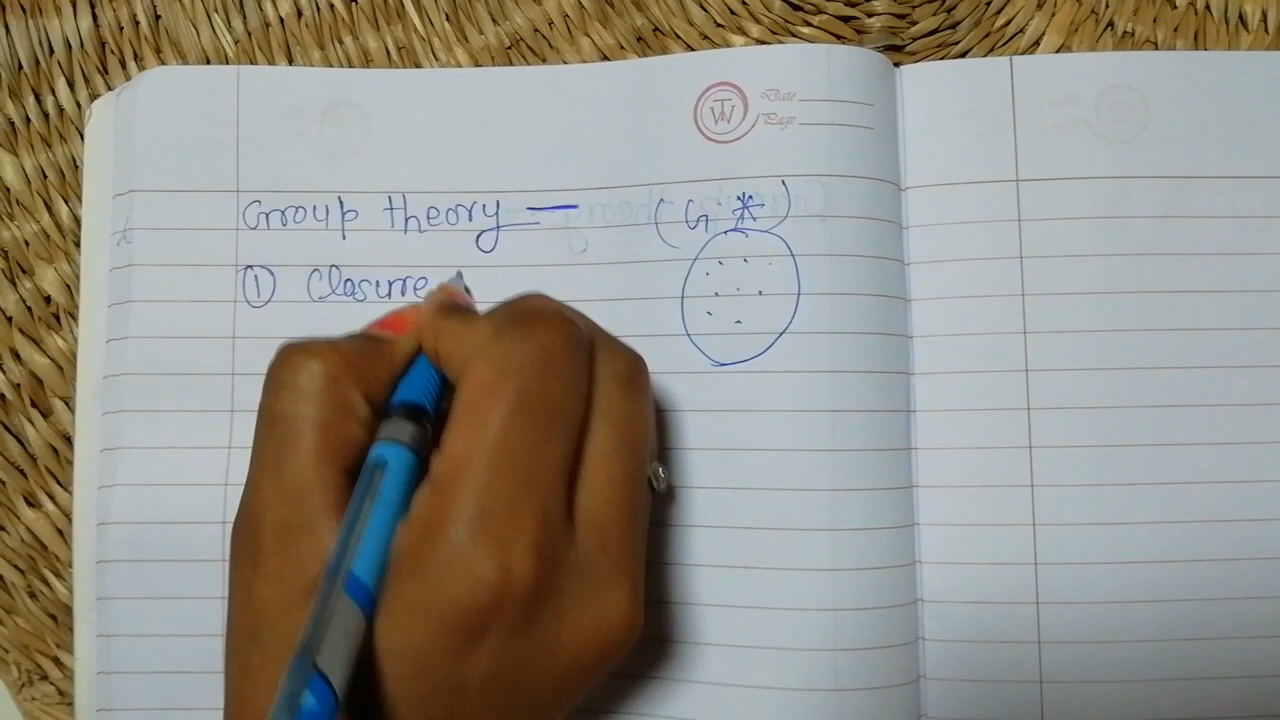 Group theory — (G *)
① Closure
Date
Page